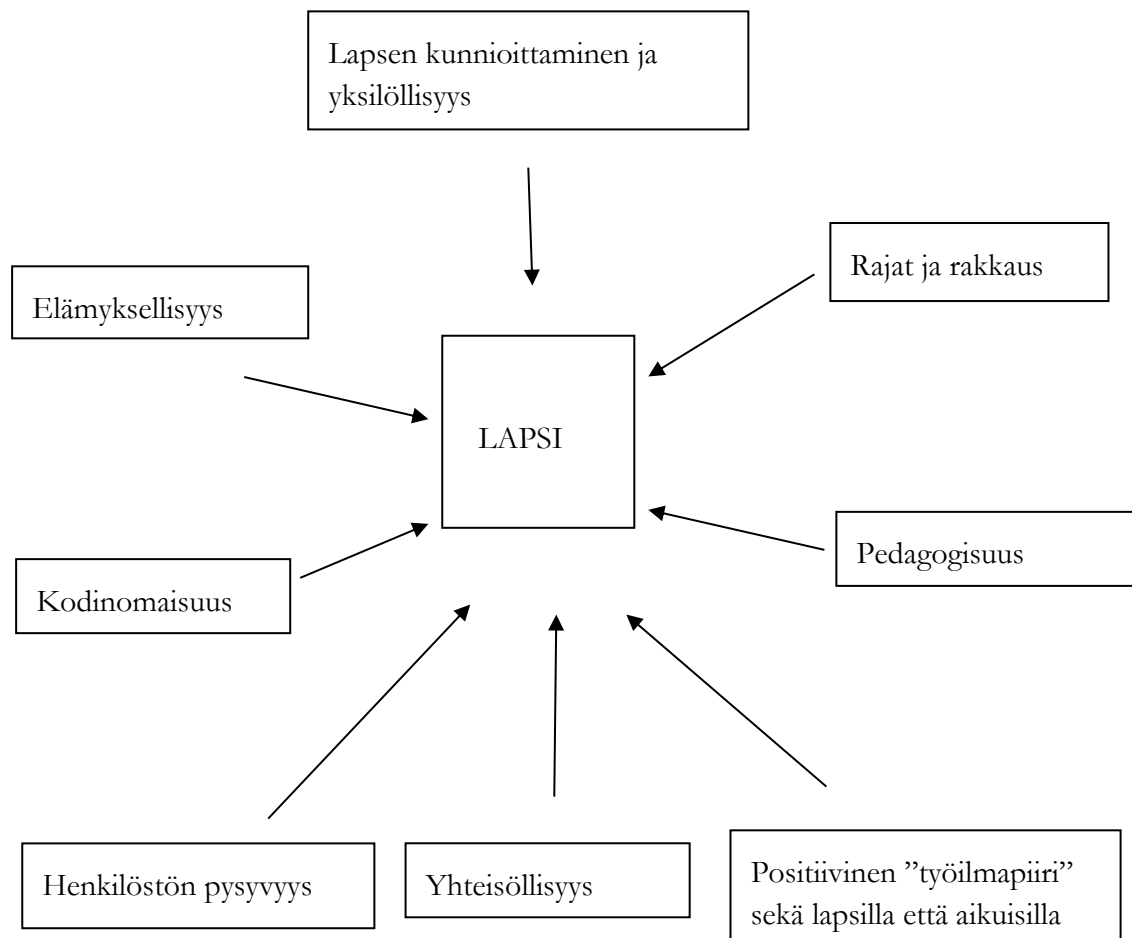 Lapsen kunnioittaminen ja
yksilöllisyys
Rajat ja rakkaus
Elämyksellisyys
LAPSI
Pedagogisuus
Kodinomaisuus
Henkilöstön pysyvyys
Yhteisöllisyys
Positiivinen ”työilmapiiri”
sekä lapsilla että aikuisilla